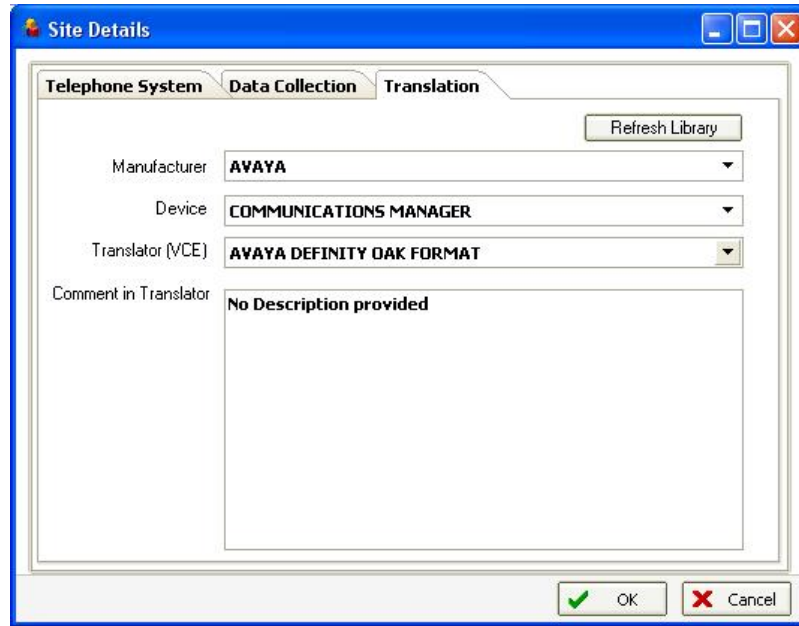 Site Details
Telephone System Data Collection Translation
Refresh Library
Manufacturer AVAYA
Device COMMUNICATIONS MANAGER
Translator (VCE) AVAYA DEFINITY OAK FORMAT
Comment in Translator No Description provided
OK Cancel